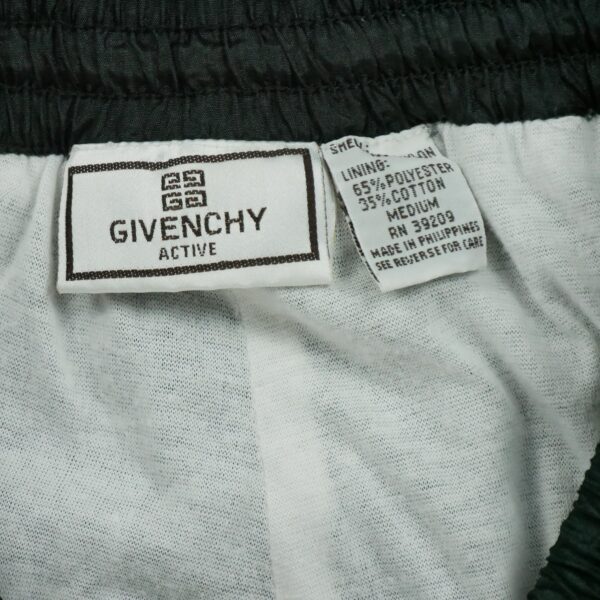 GIVENCHY
ACTIVE
LINING:
65% POLYESTER
35% COTTON
MEDIUM
RN 39209
MADE IN PHILIPPINES
SEE REVERSE FOR CARE